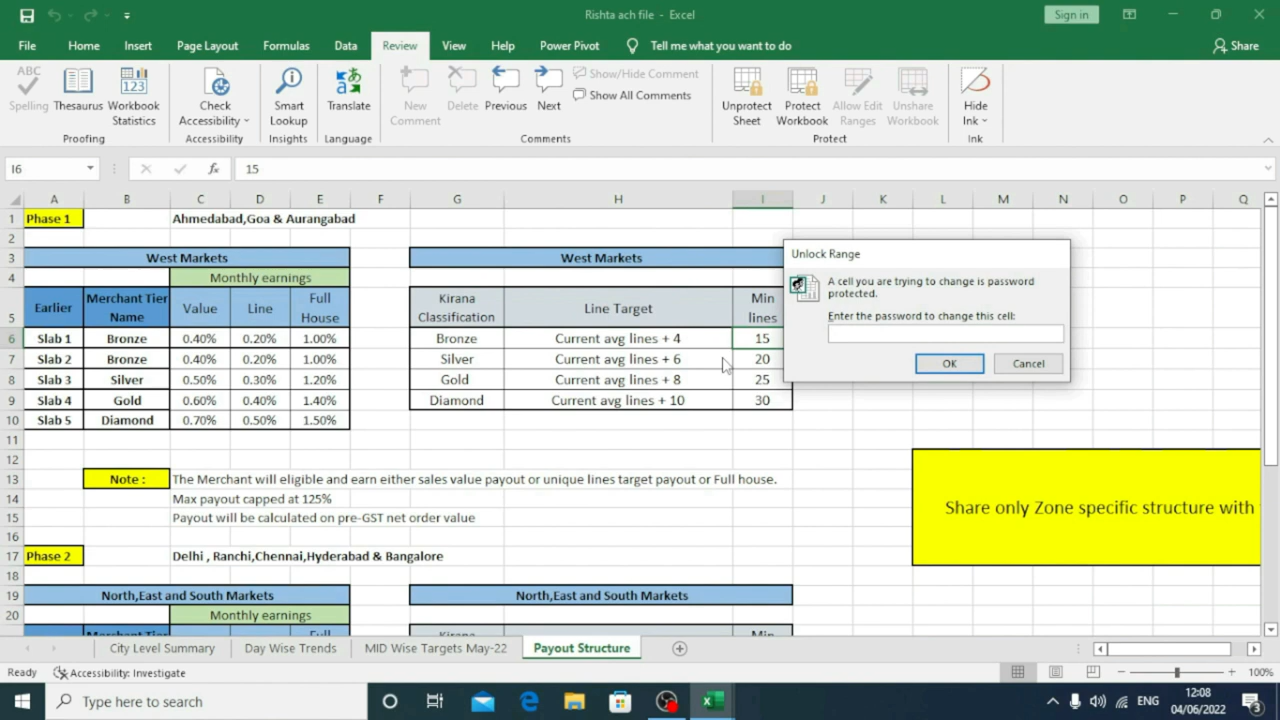 Rishta ach file - Excel
Sign in
File Home Insert Page Layout Formulas Data Review View Help Power Pivot Tell me what you want to do Share
ABC
Spelling Thesaurus Workbook Statistics
Proofing
Check Accessibility
Accessibility
Smart Lookup
Insights
Translate
Language
New Comment Delete Previous Next
Show/Hide Comment
Show All Comments
Comments
Unprotect Sheet Protect Workbook Allow Edit Ranges Unshare Workbook
Protect
Hide Ink
Ink
I6 fx 15
A B C D E F G H I J K L M N O P Q
1 Phase 1 Ahmedabad,Goa & Aurangabad
2
3 West Markets West Markets
4 Monthly earnings
5 Earlier Merchant Tier Name Value Line Full House Kirana Classification Line Target Min lines
6 Slab 1 Bronze 0.40% 0.20% 1.00% Bronze Current avg lines + 4 15
7 Slab 2 Bronze 0.40% 0.20% 1.00% Silver Current avg lines + 6 20
8 Slab 3 Silver 0.50% 0.30% 1.20% Gold Current avg lines + 8 25
9 Slab 4 Gold 0.60% 0.40% 1.40% Diamond Current avg lines + 10 30
10 Slab 5 Diamond 0.70% 0.50% 1.50%
11
12
13 Note : The Merchant will eligible and earn either sales value payout or unique lines target payout or Full house.
14 Max payout capped at 125%
15 Payout will be calculated on pre-GST net order value
16
17 Phase 2 Delhi , Ranchi,Chennai,Hyderabad & Bangalore
18
19 North,East and South Markets North,East and South Markets
20 Monthly earnings
Merchant Tier Full Kirana Min
Share only Zone specific structure with
Unlock Range
A cell you are trying to change is password
protected.
Enter the password to change this cell:
OK Cancel
City Level Summary Day Wise Trends MID Wise Targets May-22 Payout Structure
Ready Accessibility: Investigate 100%
Type here to search
ENG
12:08
04/06/2022
3